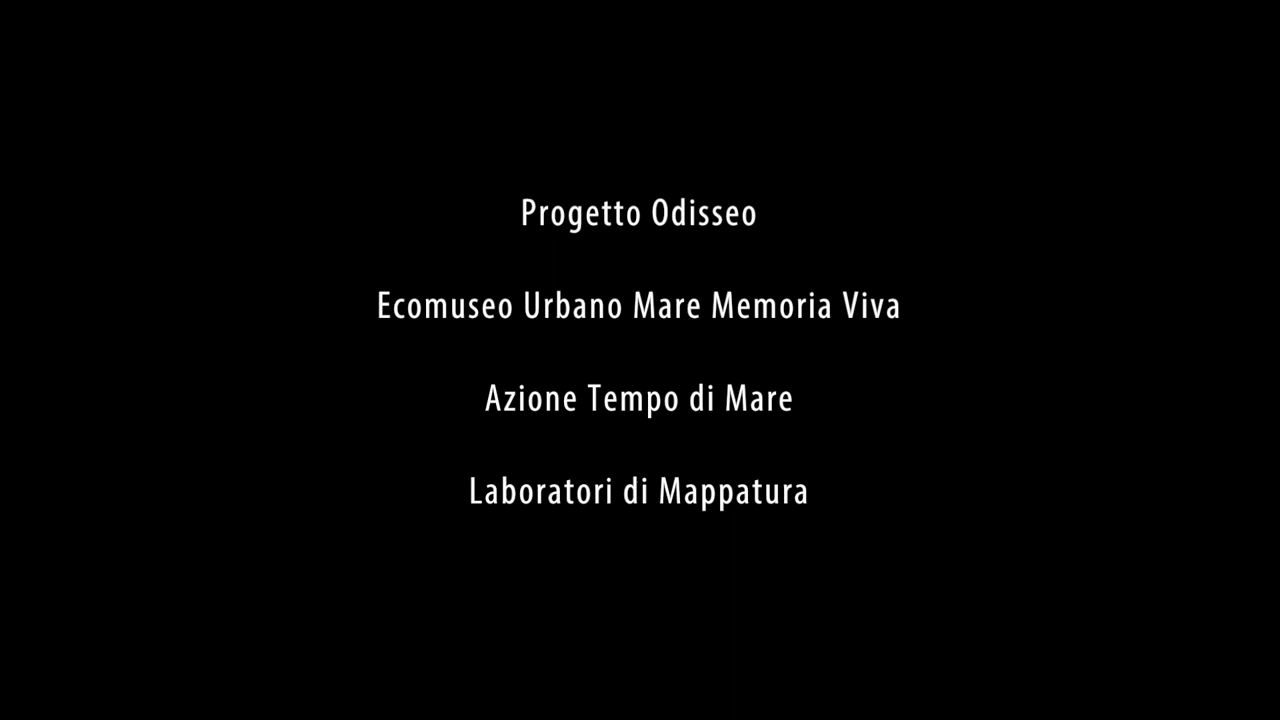 Progetto Odisseo
Ecomuseo Urbano Mare Memoria Viva
Azione Tempo di Mare
Laboratori di Mappatura